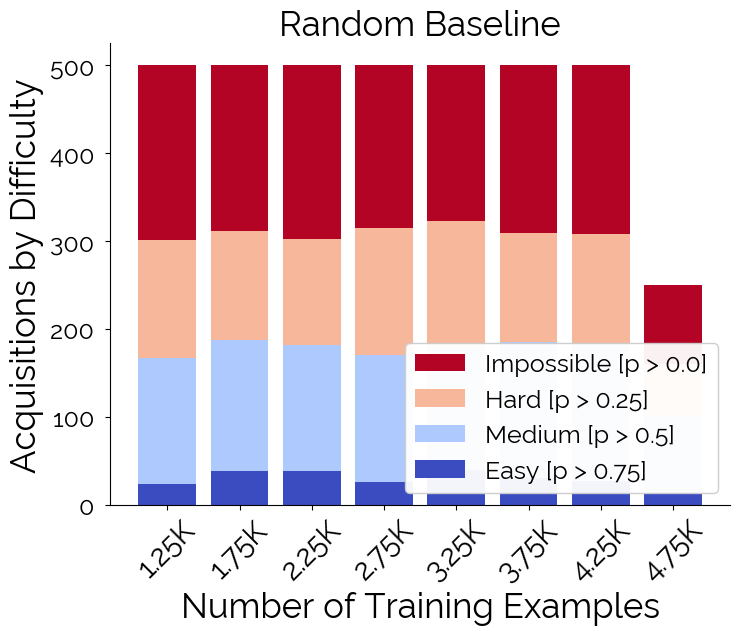 Random Baseline
Acquisitions by Difficulty
500
400
300
200
100
0
Impossible [p > 0.0]
Hard [p > 0.25]
Medium [p > 0.5]
Easy [p > 0.75]
1.25K
1.75K
2.25K
2.75K
3.25K
3.75K
4.25K
4.75K
Number of Training Examples